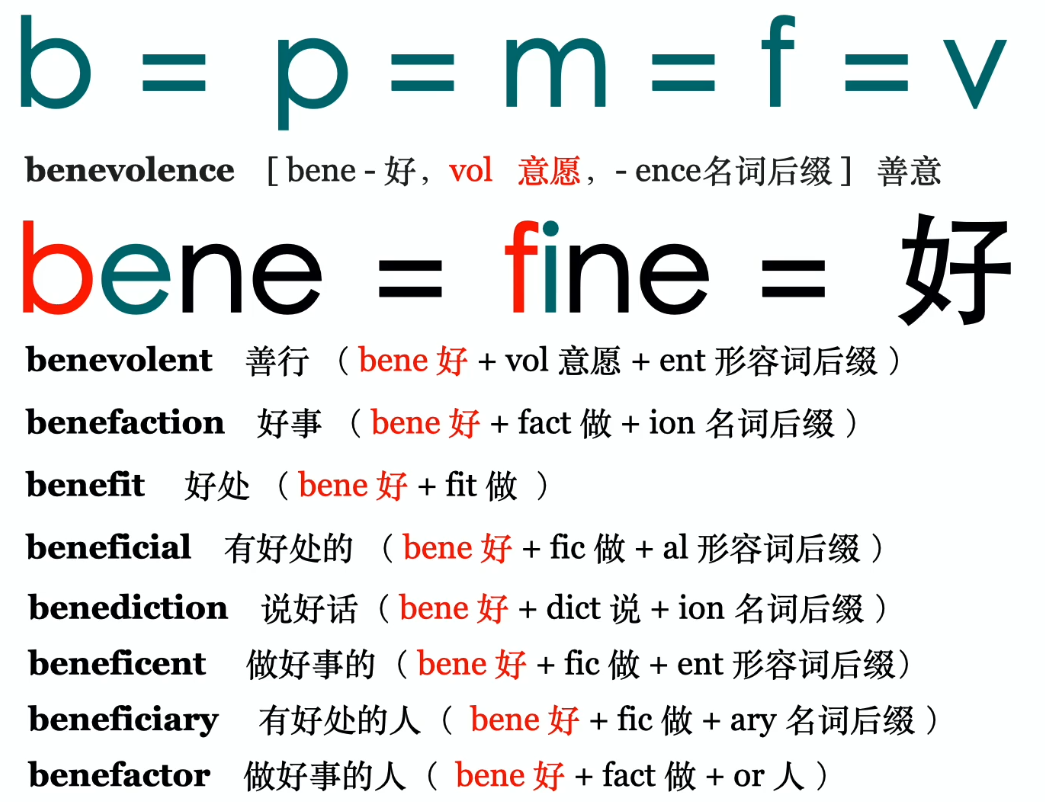 b = p = m = f = v
benevolence [ bene - 好，vol 意愿，- ence名词后缀 ] 善意
bene = fine = 好
benevolent 善行 （ bene 好 + vol 意愿 + ent 形容词后缀 ）
benefaction 好事 （ bene 好 + fact 做 + ion 名词后缀 ）
benefit 好处 （ bene 好 + fit 做 ）
beneficial 有好处的 （ bene 好 + fic 做 + al 形容词后缀 ）
benediction 说好话（ bene 好 + dict 说 + ion 名词后缀 ）
beneficent 做好事的（ bene 好 + fic 做 + ent 形容词后缀）
beneficiary 有好处的人（ bene 好 + fic 做 + ary 名词后缀 ）
benefactor 做好事的人（ bene 好 + fact 做 + or 人 ）